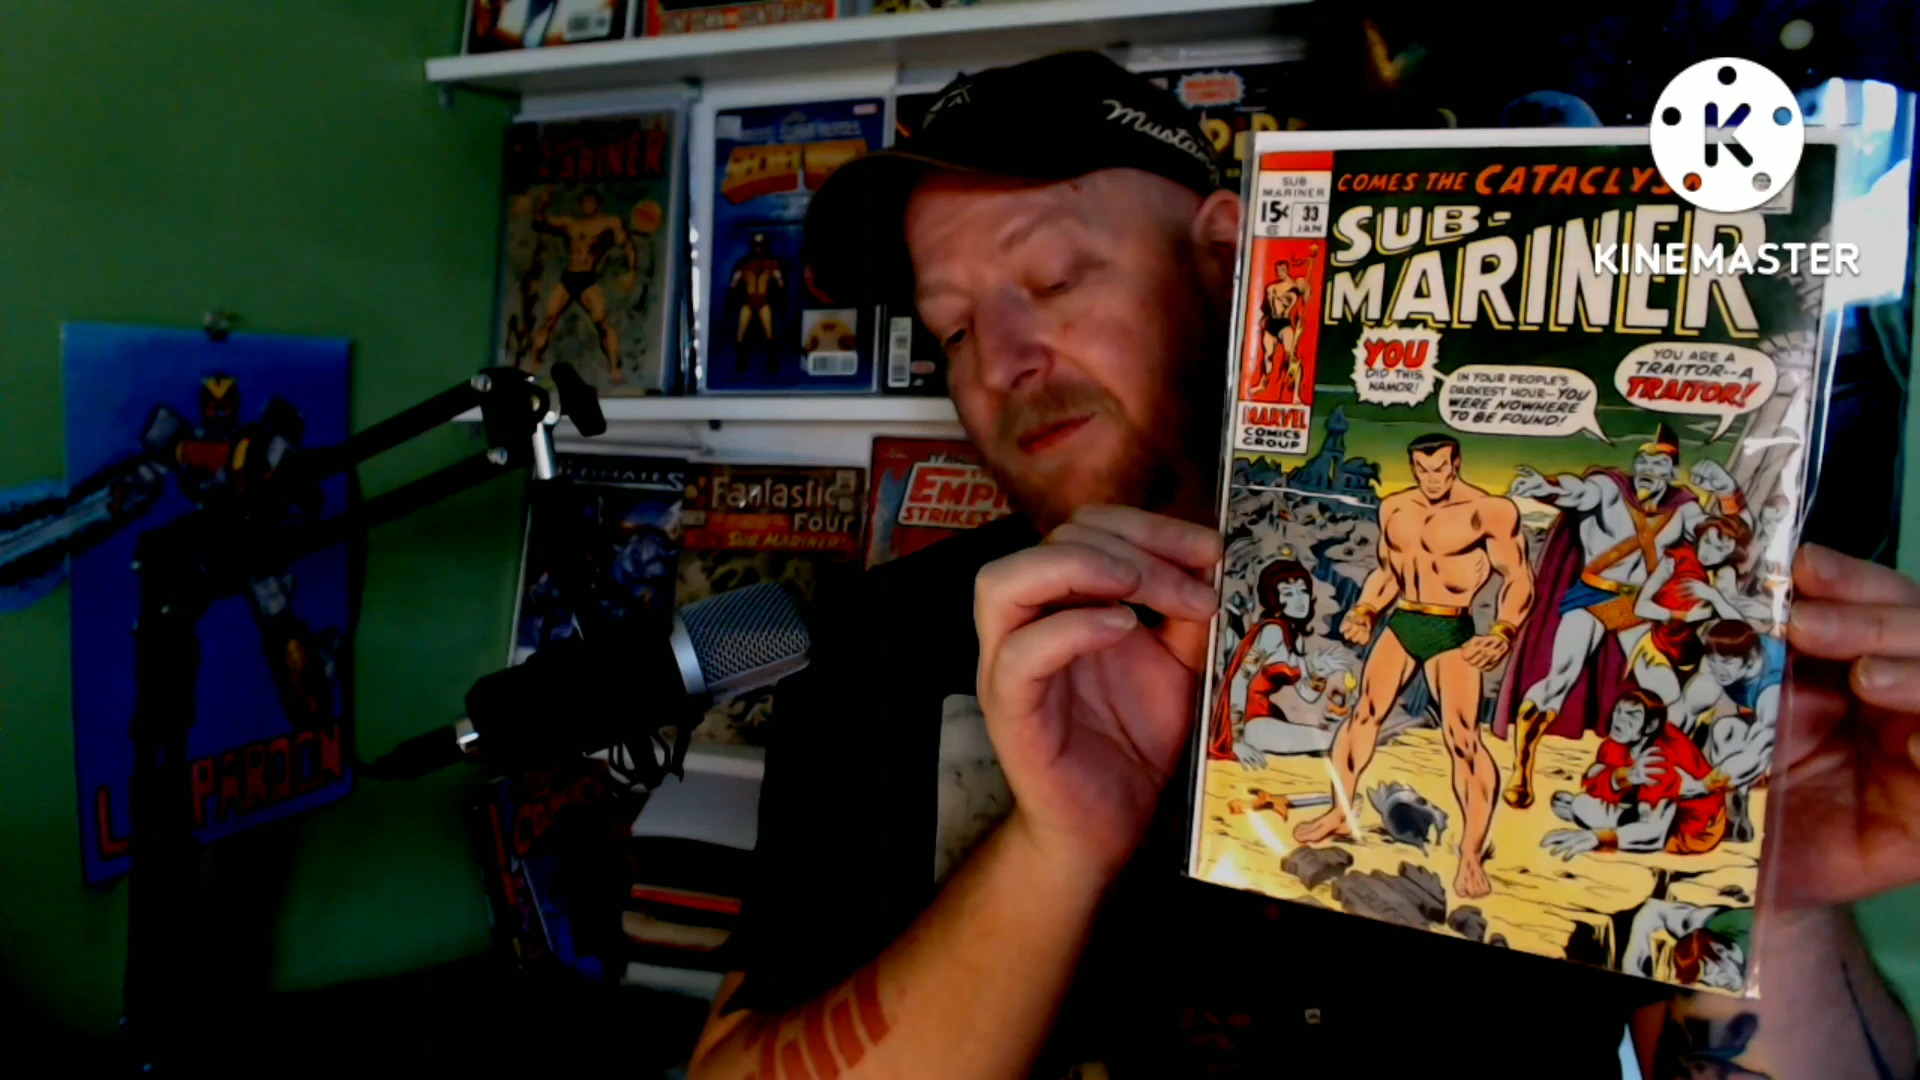 Mustang
COMES THE CATACLYSM
SUB-
MARINER
SUB-
MARINER
15¢
33
JAN
MARVEL
COMICS
GROUP
YOU
DID THIS,
NAMOR!
IN YOUR PEOPLE'S
DARKEST HOUR--YOU
WERE NOWHERE
TO BE FOUND!
YOU ARE A
TRAITOR--A
TRAITOR!
K
KINEMASTER
Fantastic
Four
SUB MARINER!
EMPI
STRIKES
PARDON